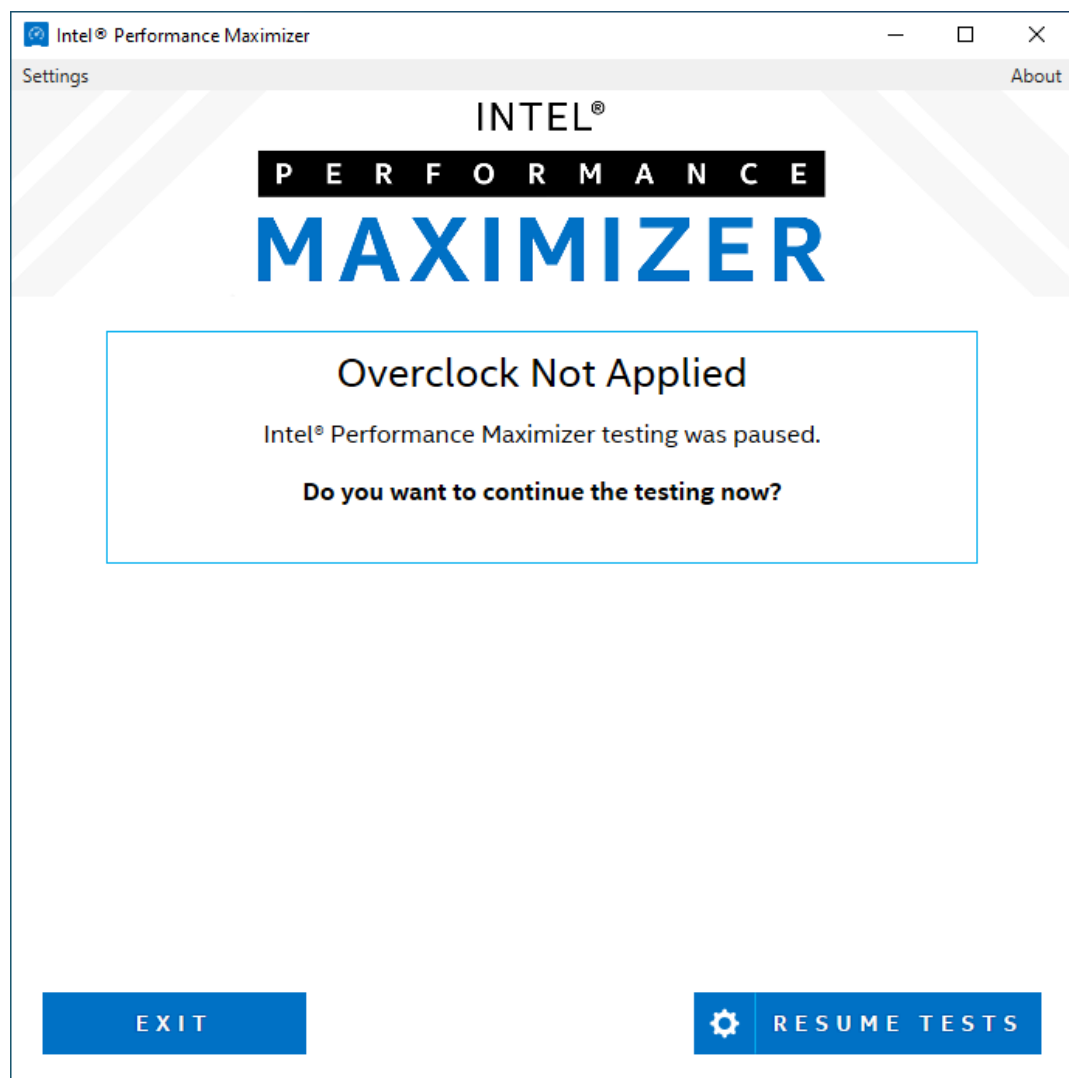 Intel® Performance Maximizer
Settings
About
INTEL®
PERFORMANCE
MAXIMIZER
Overclock Not Applied
Intel® Performance Maximizer testing was paused.
Do you want to continue the testing now?
EXIT
RESUME TESTS